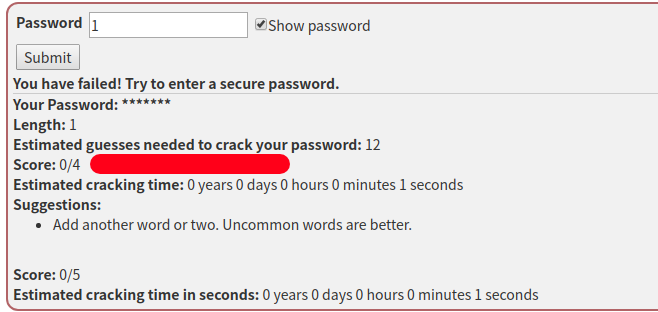 Password 1 Show password
Submit
You have failed! Try to enter a secure password.
Your Password: *******
Length: 1
Estimated guesses needed to crack your password: 12
Score: 0/4
Estimated cracking time: 0 years 0 days 0 hours 0 minutes 1 seconds
Suggestions:
• Add another word or two. Uncommon words are better.
Score: 0/5
Estimated cracking time in seconds: 0 years 0 days 0 hours 0 minutes 1 seconds